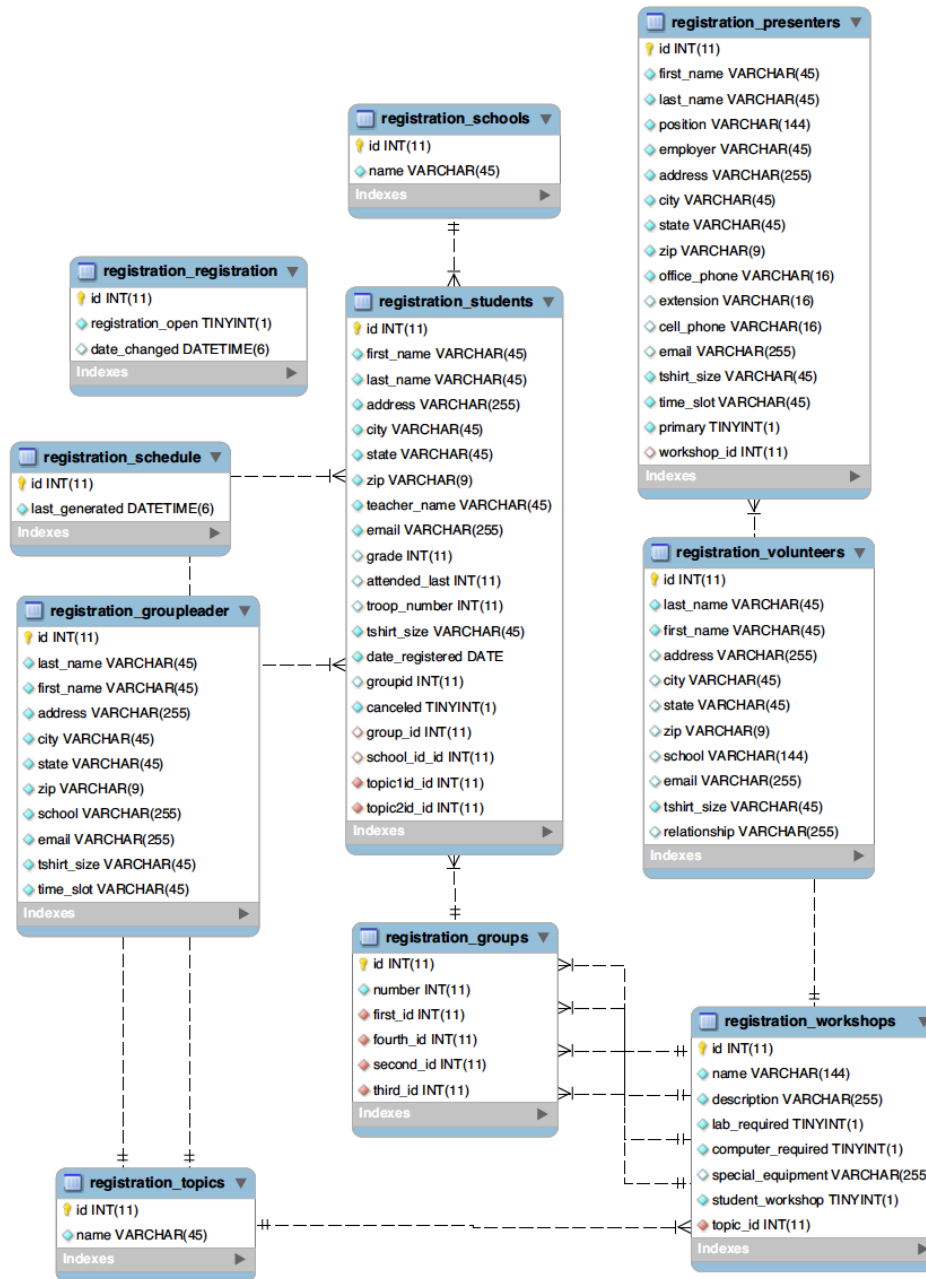 registration_presenters
id INT(11)
first_name VARCHAR(45)
last_name VARCHAR(45)
position VARCHAR(144)
employer VARCHAR(45)
address VARCHAR(255)
city VARCHAR(45)
state VARCHAR(45)
zip VARCHAR(9)
office_phone VARCHAR(16)
extension VARCHAR(16)
cell_phone VARCHAR(16)
email VARCHAR(255)
tshirt_size VARCHAR(45)
time_slot VARCHAR(45)
primary TINYINT(1)
workshop_id INT(11)
Indexes
registration_schools
id INT(11)
name VARCHAR(45)
Indexes
registration_registration
id INT(11)
registration_open TINYINT(1)
date_changed DATETIME(6)
Indexes
registration_students
id INT(11)
first_name VARCHAR(45)
last_name VARCHAR(45)
address VARCHAR(255)
city VARCHAR(45)
state VARCHAR(45)
zip VARCHAR(9)
teacher_name VARCHAR(45)
email VARCHAR(255)
grade INT(11)
attended_last INT(11)
troop_number INT(11)
tshirt_size VARCHAR(45)
date_registered DATE
groupid INT(11)
canceled TINYINT(1)
group_id INT(11)
school_id_id INT(11)
topic1id_id INT(11)
topic2id_id INT(11)
Indexes
registration_schedule
id INT(11)
last_generated DATETIME(6)
Indexes
registration_groupleader
id INT(11)
last_name VARCHAR(45)
first_name VARCHAR(45)
address VARCHAR(255)
city VARCHAR(45)
state VARCHAR(45)
zip VARCHAR(9)
school VARCHAR(255)
email VARCHAR(255)
tshirt_size VARCHAR(45)
time_slot VARCHAR(45)
Indexes
registration_volunteers
id INT(11)
last_name VARCHAR(45)
first_name VARCHAR(45)
address VARCHAR(255)
city VARCHAR(45)
state VARCHAR(45)
zip VARCHAR(9)
school VARCHAR(144)
email VARCHAR(255)
tshirt_size VARCHAR(45)
relationship VARCHAR(255)
Indexes
registration_groups
id INT(11)
number INT(11)
first_id INT(11)
fourth_id INT(11)
second_id INT(11)
third_id INT(11)
Indexes
registration_workshops
id INT(11)
name VARCHAR(144)
description VARCHAR(255)
lab_required TINYINT(1)
computer_required TINYINT(1)
special_equipment VARCHAR(255
student_workshop TINYINT(1)
topic_id INT(11)
Indexes
registration_topics
id INT(11)
name VARCHAR(45)
Indexes